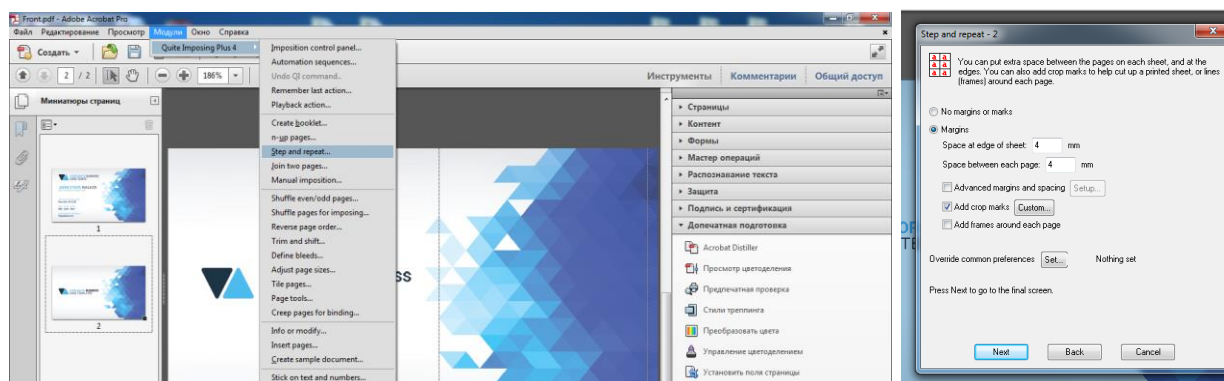 Front.pdf - Adobe Acrobat Pro
Файл Редактирование Просмотр Модули Окно Справка
Quite Imposing Plus 4
Создать
2 / 2
186%
Инструменты Комментарии Общий доступ
Миниатюры страниц
1
2
Imposition control panel...
Automation sequences...
Undo QI command..
Remember last action...
Playback action...
Create booklet...
n-up pages...
Step and repeat...
Join two pages...
Manual imposition...
Shuffle even/odd pages...
Shuffle pages for imposing...
Reverse page order...
Trim and shift...
Define bleeds...
Adjust page sizes...
Tile pages...
Page tools...
Creep pages for binding...
Info or modify...
Insert pages...
Create sample document...
Stick on text and numbers...
SS
Страницы
Контент
Формы
Мастер операций
Распознавание текста
Защита
Подпись и сертификация
Допечатная подготовка
Acrobat Distiller
Просмотр цветоделения
Предпечатная проверка
Стили треппинга
Преобразовать цвета
Управление цветоделением
Установить поля страницы
Step and repeat - 2
You can put extra space between the pages on each sheet, and at the
edges. You can also add crop marks to help cut up a printed sheet, or lines
(frames) around each page.
No margins or marks
Margins
Space at edge of sheet: 4 mm
Space between each page: 4 mm
Advanced margins and spacing Setup...
Add crop marks Custom...
Add frames around each page
Override common preferences Set... Nothing set
Press Next to go to the final screen.
Next Back Cancel